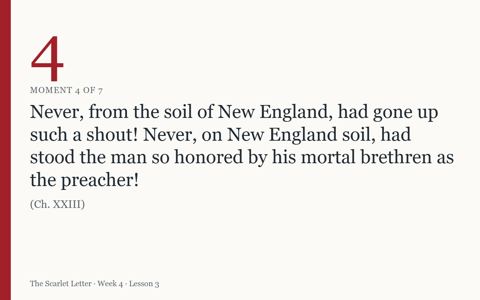 4
MOMENT 4 OF 7
Never, from the soil of New England, had gone up
such a shout! Never, on New England soil, had
stood the man so honored by his mortal brethren as
the preacher!
(Ch. XXIII)
The Scarlet Letter · Week 4 · Lesson 3